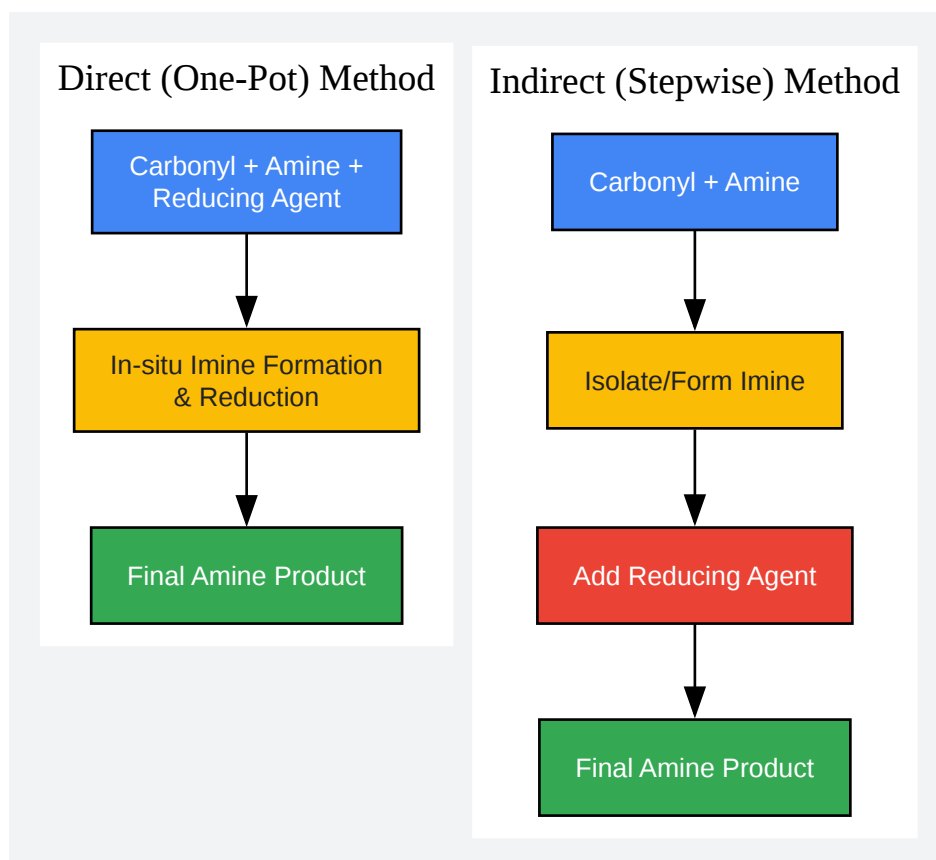 Direct (One-Pot) Method
Carbonyl + Amine +
Reducing Agent
In-situ Imine Formation
& Reduction
Final Amine Product
Indirect (Stepwise) Method
Carbonyl + Amine
Isolate/Form Imine
Add Reducing Agent
Final Amine Product